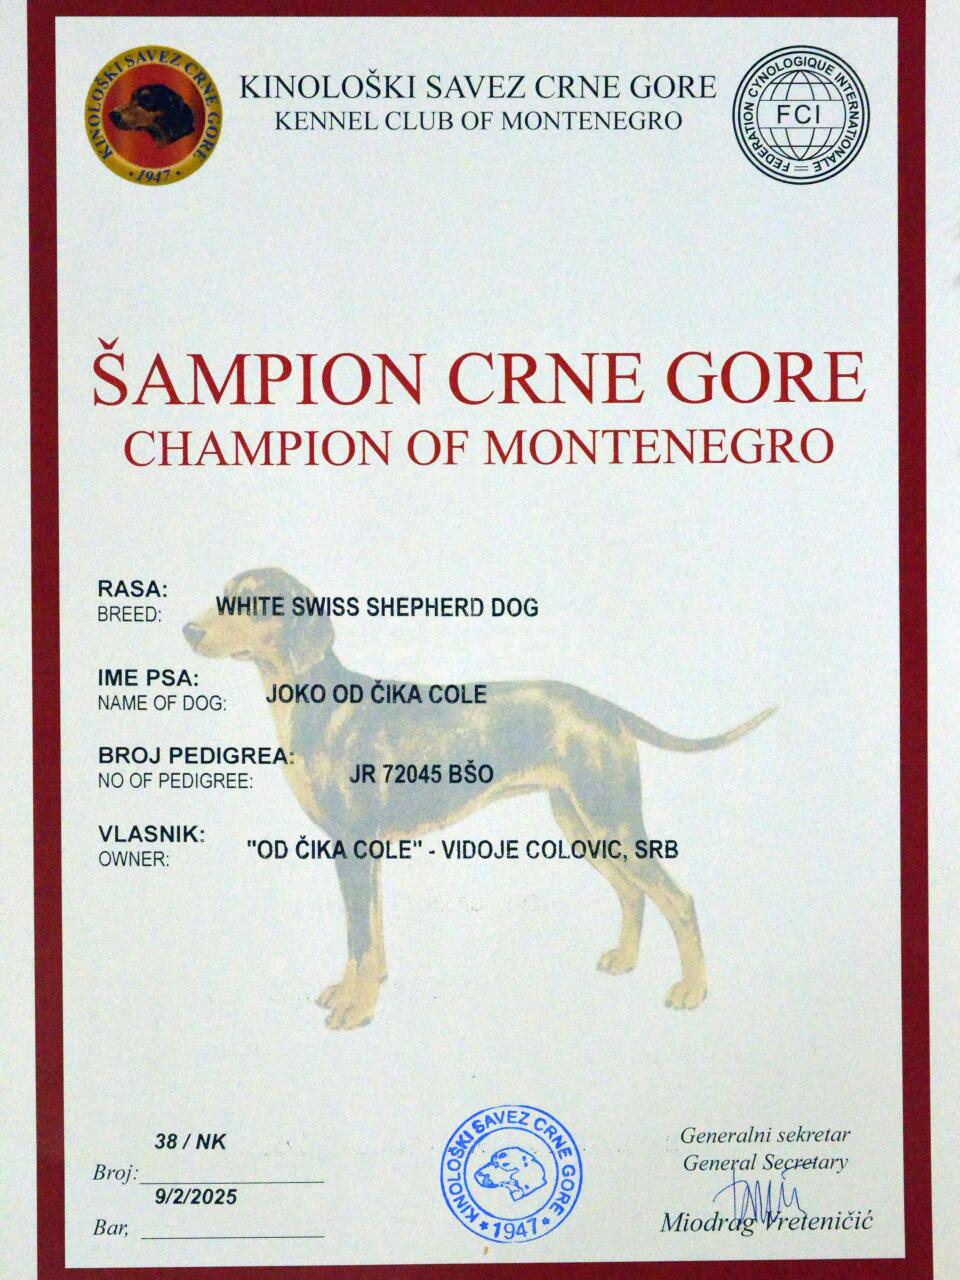 KINOLOŠKI SAVEZ CRNE GORE
• 1947 •
KINOLOŠKI SAVEZ CRNE GORE
KENNEL CLUB OF MONTENEGRO
FEDERATION CYNOLOGIQUE INTERNATIONALE
FCI
ŠAMPION CRNE GORE
CHAMPION OF MONTENEGRO
RASA:
BREED: WHITE SWISS SHEPHERD DOG
IME PSA:
NAME OF DOG: JOKO OD ČIKA COLE
BROJ PEDIGREA:
NO OF PEDIGREE: JR 72045 BŠO
VLASNIK:
OWNER: "OD ČIKA COLE" - VIDOJE COLOVIC, SRB
38 / NK
Broj:
9/2/2025
Bar,
KINOLOŠKI SAVEZ CRNE GORE
* 1947 *
Generalni sekretar
General Secretary
Miodrag Vreteničić